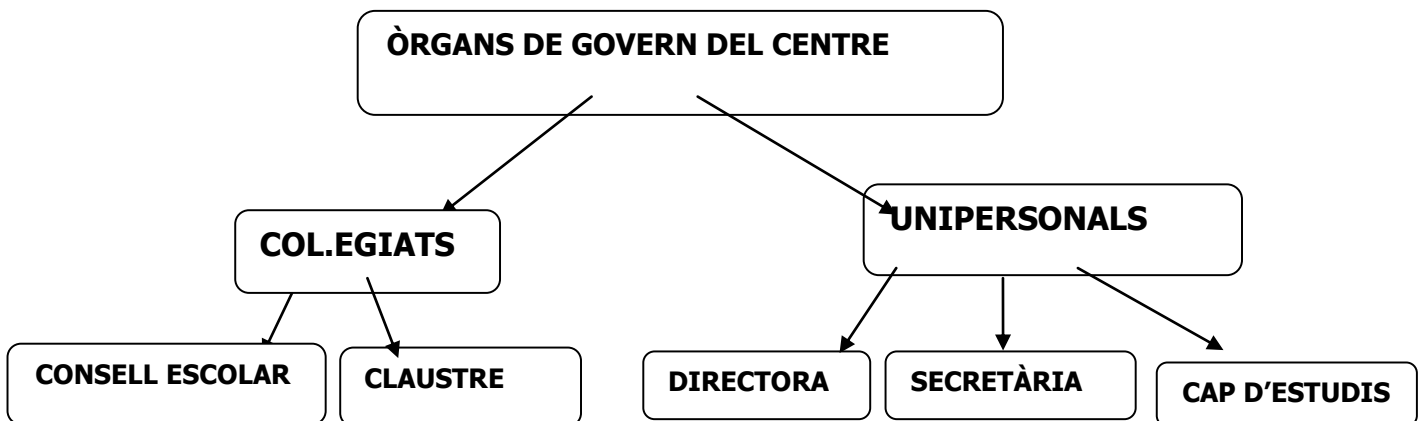 ÒRGANS DE GOVERN DEL CENTRE
COL.EGIATS
UNIPERSONALS
CONSELL ESCOLAR
CLAUSTRE
DIRECTORA
SECRETÀRIA
CAP D'ESTUDIS